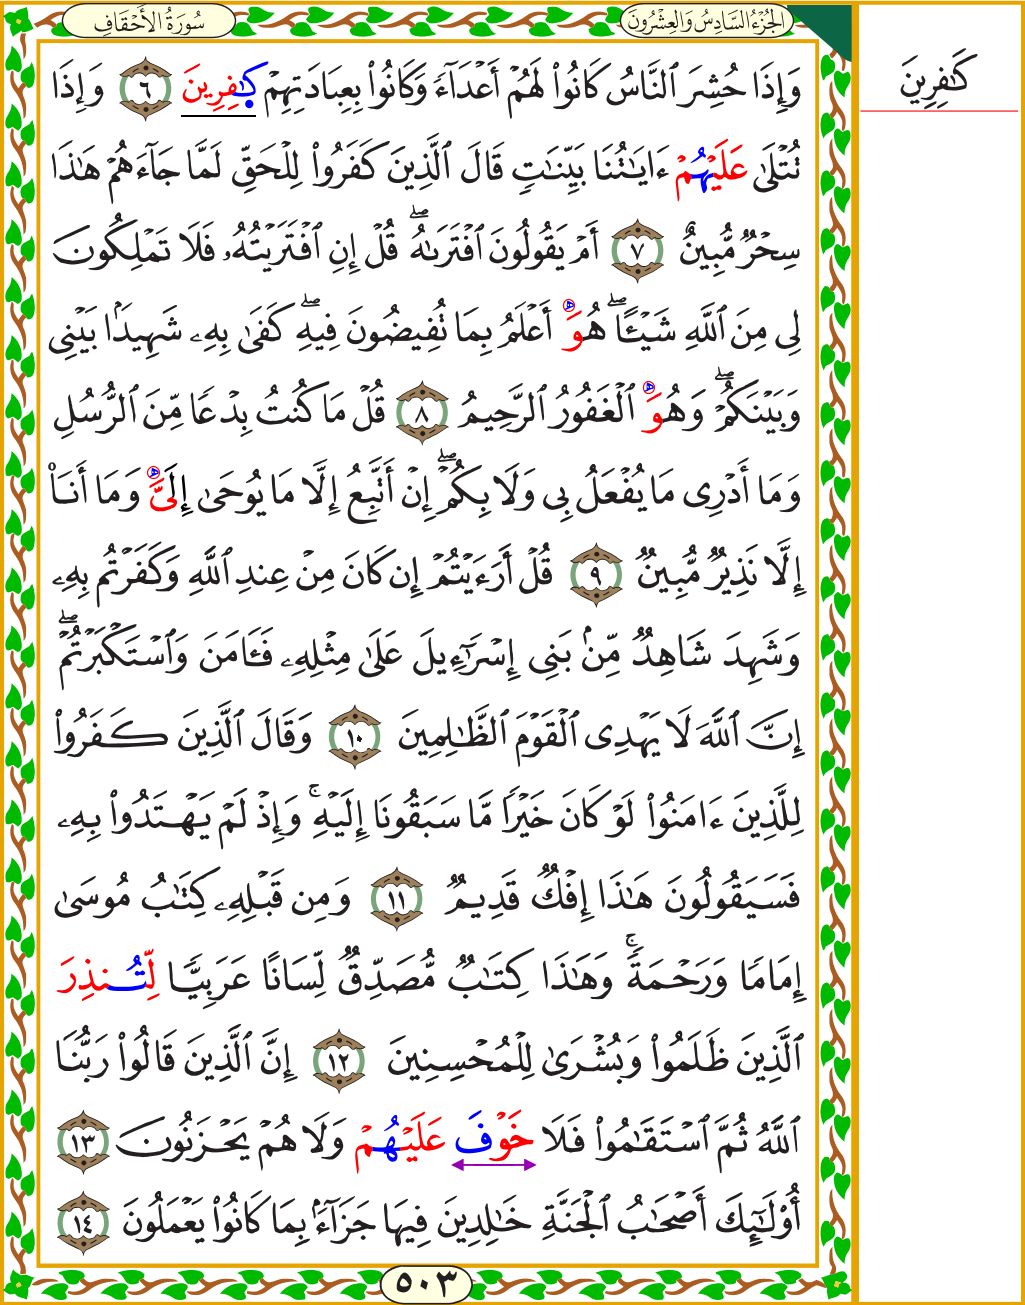 الجُزْءُ السَّادِسُ وَالعِشْرُونَ
سُورَةُ الأَحْقَافِ
كَٰفِرِينَ
وَإِذَا حُشِرَ ٱلنَّاسُ كَانُوا۟ لَهُمْ أَعْدَآءً وَكَانُوا۟ بِعِبَادَتِهِمْ كَٰفِرِينَ ٦ وَإِذَا
تُتْلَىٰ عَلَيْهُمْ ءَايَٰتُنَا بَيِّنَٰتٍ قَالَ ٱلَّذِينَ كَفَرُوا۟ لِلْحَقِّ لَمَّا جَآءَهُمْ هَٰذَا
سِحْرٌ مُّبِينٌ ٧ أَمْ يَقُولُونَ ٱفْتَرَىٰهُ ۖ قُلْ إِنِ ٱفْتَرَيْتُهُۥ فَلَا تَمْلِكُونَ
لِى مِنَ ٱللَّهِ شَيْـًٔا ۖ هُوَ أَعْلَمُ بِمَا تُفِيضُونَ فِيهِ ۖ كَفَىٰ بِهِۦ شَهِيدًۢا بَيْنِى
وَبَيْنَكُمْ ۖ وَهُوَ ٱلْغَفُورُ ٱلرَّحِيمُ ٨ قُلْ مَا كُنتُ بِدْعًا مِّنَ ٱلرُّسُلِ
وَمَا أَدْرِى مَا يُفْعَلُ بِى وَلَا بِكُمْ ۖ إِنْ أَتَّبِعُ إِلَّا مَا يُوحَىٰ إِلَىَّ وَمَا أَنَا۠
إِلَّا نَذِيرٌ مُّبِينٌ ٩ قُلْ أَرَءَيْتُمْ إِن كَانَ مِنْ عِندِ ٱللَّهِ وَكَفَرْتُم بِهِۦ
وَشَهِدَ شَاهِدٌ مِّنۢ بَنِى إِسْرَٰٓءِيلَ عَلَىٰ مِثْلِهِۦ فَـَٔامَنَ وَٱسْتَكْبَرْتُمْ ۖ
إِنَّ ٱللَّهَ لَا يَهْدِى ٱلْقَوْمَ ٱلظَّٰلِمِينَ ١٠ وَقَالَ ٱلَّذِينَ كَفَرُوا۟
لِلَّذِينَ ءَامَنُوا۟ لَوْ كَانَ خَيْرًا مَّا سَبَقُونَا إِلَيْهِ ۚ وَإِذْ لَمْ يَهْتَدُوا۟ بِهِۦ
فَسَيَقُولُونَ هَٰذَا إِفْكٌ قَدِيمٌ ١١ وَمِن قَبْلِهِۦ كِتَٰبُ مُوسَىٰ
إِمَامًا وَرَحْمَةً ۚ وَهَٰذَا كِتَٰبٌ مُّصَدِّقٌ لِّسَانًا عَرَبِيًّا لِّتُنذِرَ
ٱلَّذِينَ ظَلَمُوا۟ وَبُشْرَىٰ لِلْمُحْسِنِينَ ١٢ إِنَّ ٱلَّذِينَ قَالُوا۟ رَبُّنَا
ٱللَّهُ ثُمَّ ٱسْتَقَٰمُوا۟ فَلَا خَوْفَ عَلَيْهُمْ وَلَا هُمْ يَحْزَنُونَ ١٣
أُو۟لَٰٓئِكَ أَصْحَٰبُ ٱلْجَنَّةِ خَٰلِدِينَ فِيهَا جَزَآءًۢ بِمَا كَانُوا۟ يَعْمَلُونَ ١٤
٥٠٣